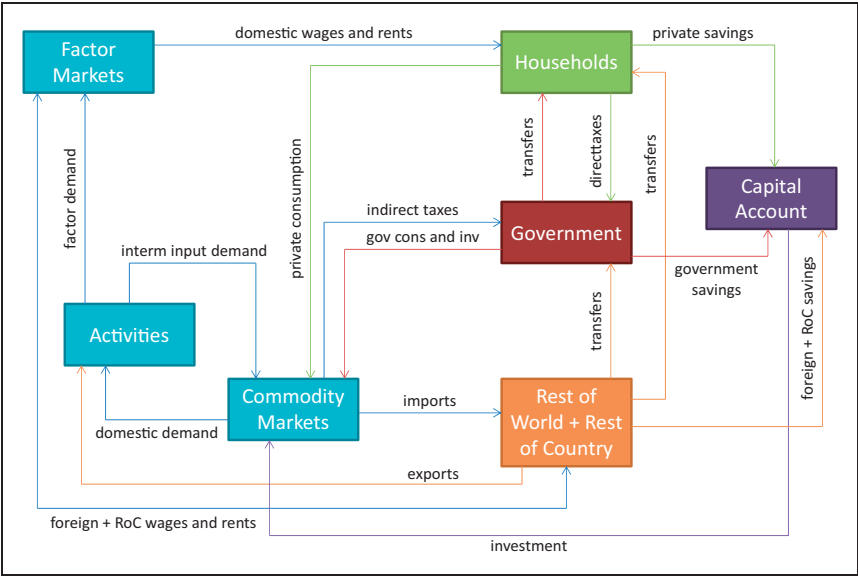 domestic wages and rents
private savings
Factor
Markets
Households
factor demand
private consumption
transfers
directtaxes
transfers
Capital
Account
indirect taxes
Government
gov cons and inv
interm input demand
government
savings
foreign + RoC savings
transfers
Activities
Commodity
Markets
imports
Rest of
World + Rest
of Country
domestic demand
exports
foreign + RoC wages and rents
investment